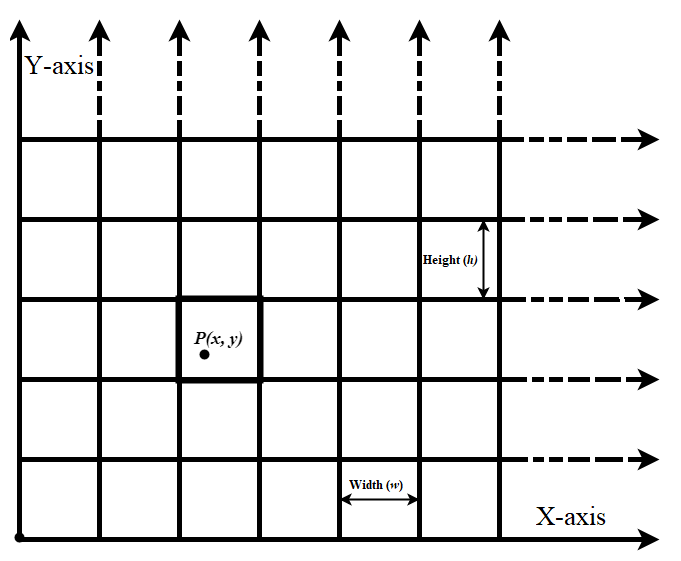 Y-axis
Height (h)
P(x, y)
Width (w)
X-axis